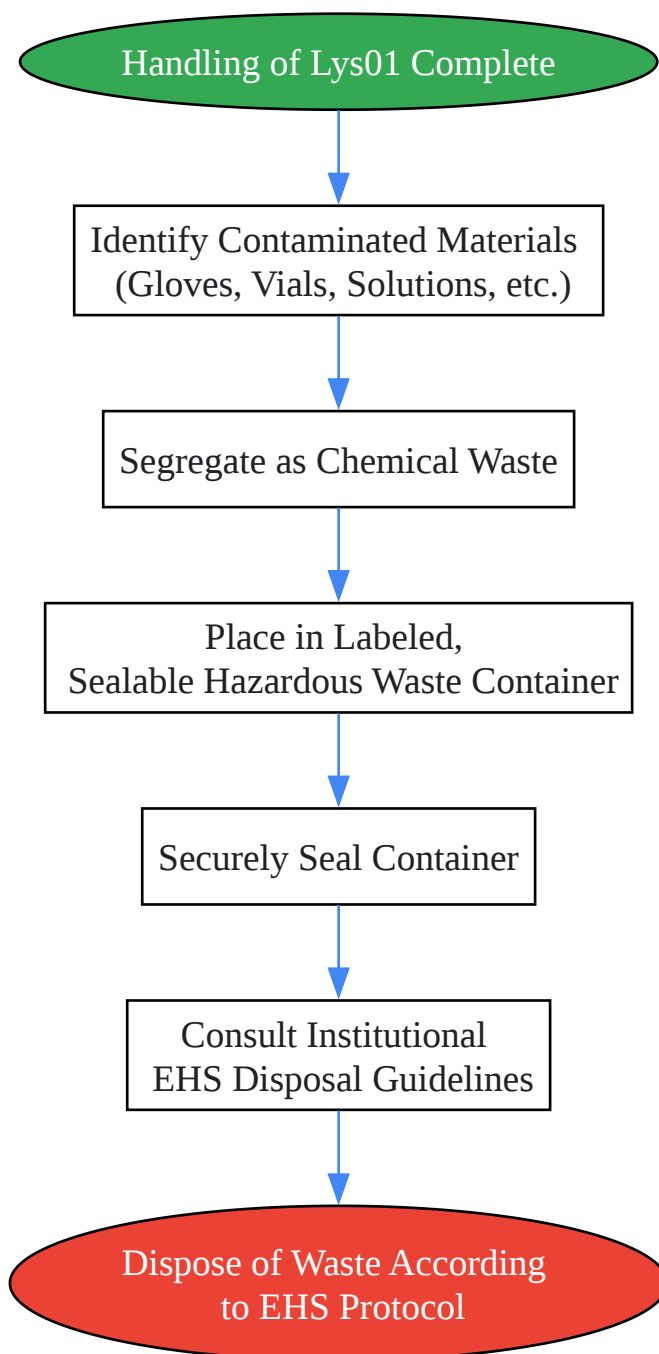 Handling of Lys01 Complete
Identify Contaminated Materials
(Gloves, Vials, Solutions, etc.)
Segregate as Chemical Waste
Place in Labeled,
Sealable Hazardous Waste Container
Securely Seal Container
Consult Institutional
EHS Disposal Guidelines
Dispose of Waste According
to EHS Protocol